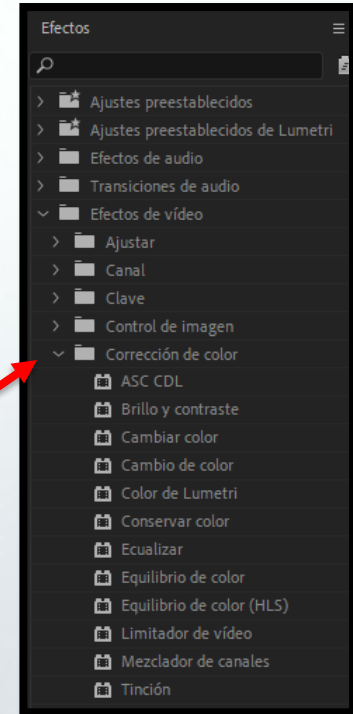 Efectos
Ajustes preestablecidos
Ajustes preestablecidos de Lumetri
Efectos de audio
Transiciones de audio
Efectos de vídeo
Ajustar
Canal
Clave
Control de imagen
Corrección de color
ASC CDL
Brillo y contraste
Cambiar color
Cambio de color
Color de Lumetri
Conservar color
Ecualizar
Equilibrio de color
Equilibrio de color (HLS)
Limitador de vídeo
Mezclador de canales
Tinción